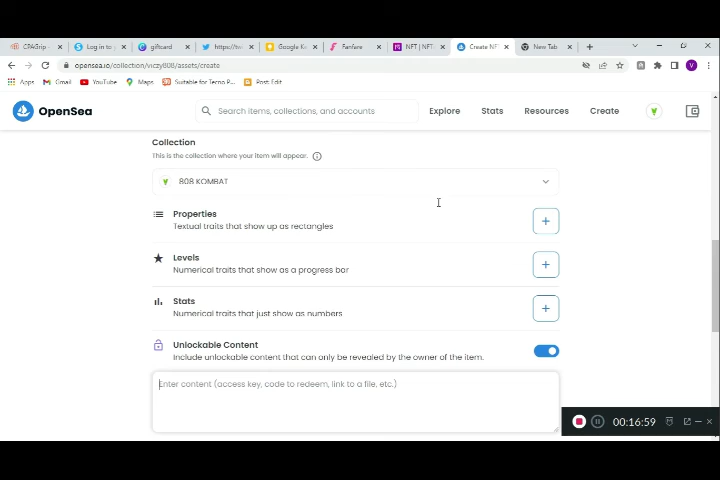 CPAGrip -
Log in to
giftcard
https://tw
Google Ke
Fanfare
NFT | NFT
Create NFT
New Tab
opensea.io/collection/viczy808/assets/create
V
Apps
Gmail
YouTube
Maps
Suitable for Tecno P...
Post: Edit
OpenSea
Search items, collections, and accounts
Explore
Stats
Resources
Create
Collection
This is the collection where your item will appear.
808 KOMBAT
Properties
Textual traits that show up as rectangles
Levels
Numerical traits that show as a progress bar
Stats
Numerical traits that just show as numbers
Unlockable Content
Include unlockable content that can only be revealed by the owner of the item.
Enter content (access key, code to redeem, link to a file, etc.)
00:16:59